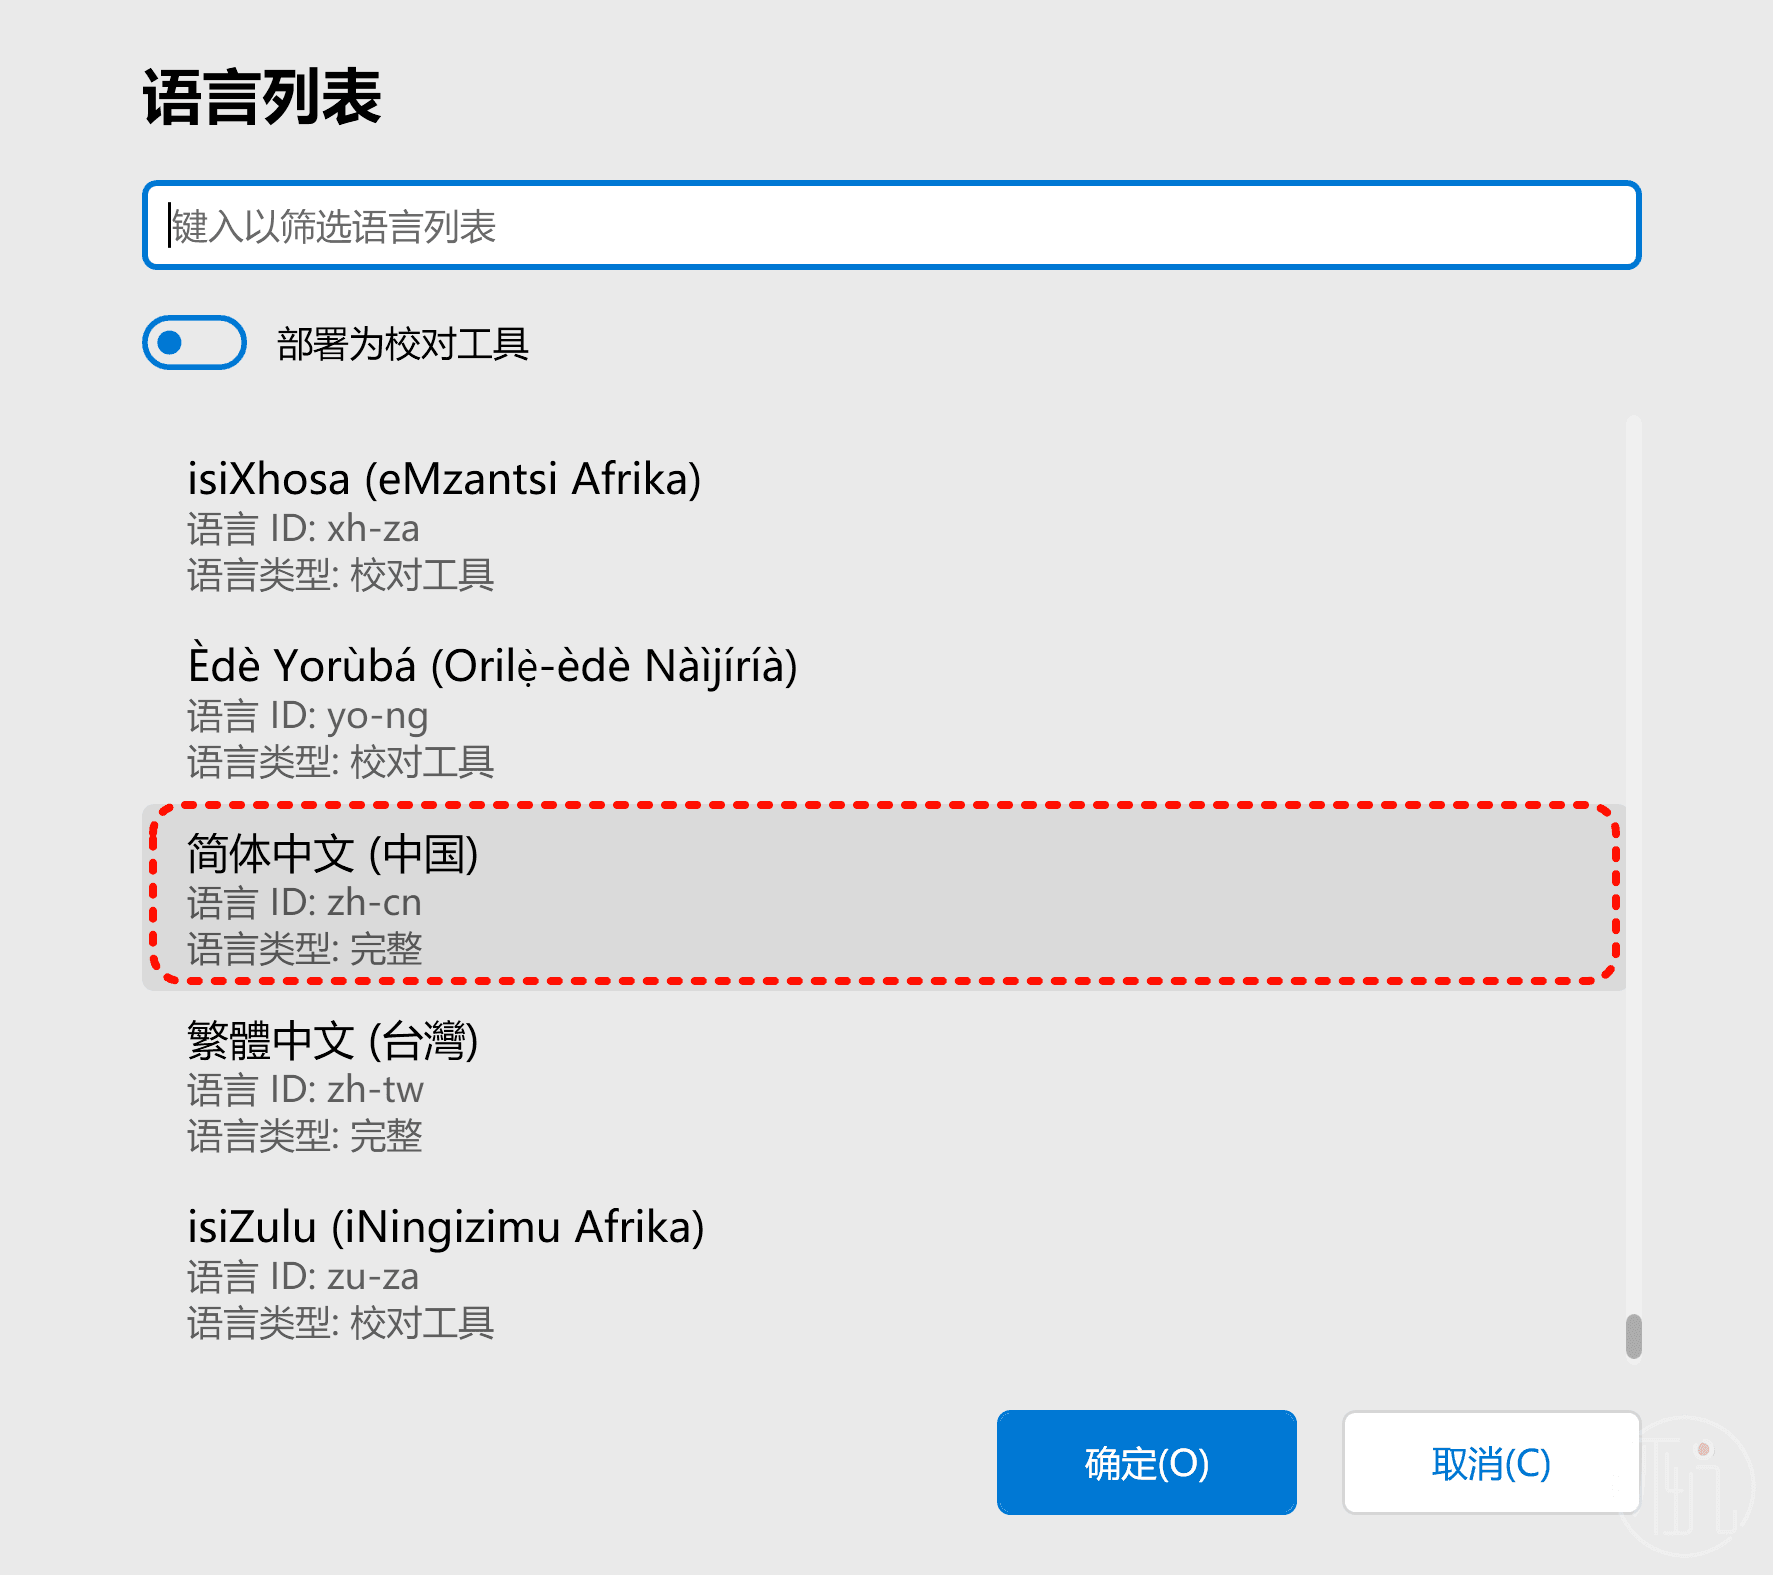 语言列表
键入以筛选语言列表
部署为校对工具
isiXhosa (eMzantsi Afrika)
语言 ID: xh-za
语言类型: 校对工具
Èdè Yorùbá (Orilẹ̀-èdè Nàìjíríà)
语言 ID: yo-ng
语言类型: 校对工具
简体中文 (中国)
语言 ID: zh-cn
语言类型: 完整
繁體中文 (台灣)
语言 ID: zh-tw
语言类型: 完整
isiZulu (iNingizimu Afrika)
语言 ID: zu-za
语言类型: 校对工具
确定(O)
取消(C)